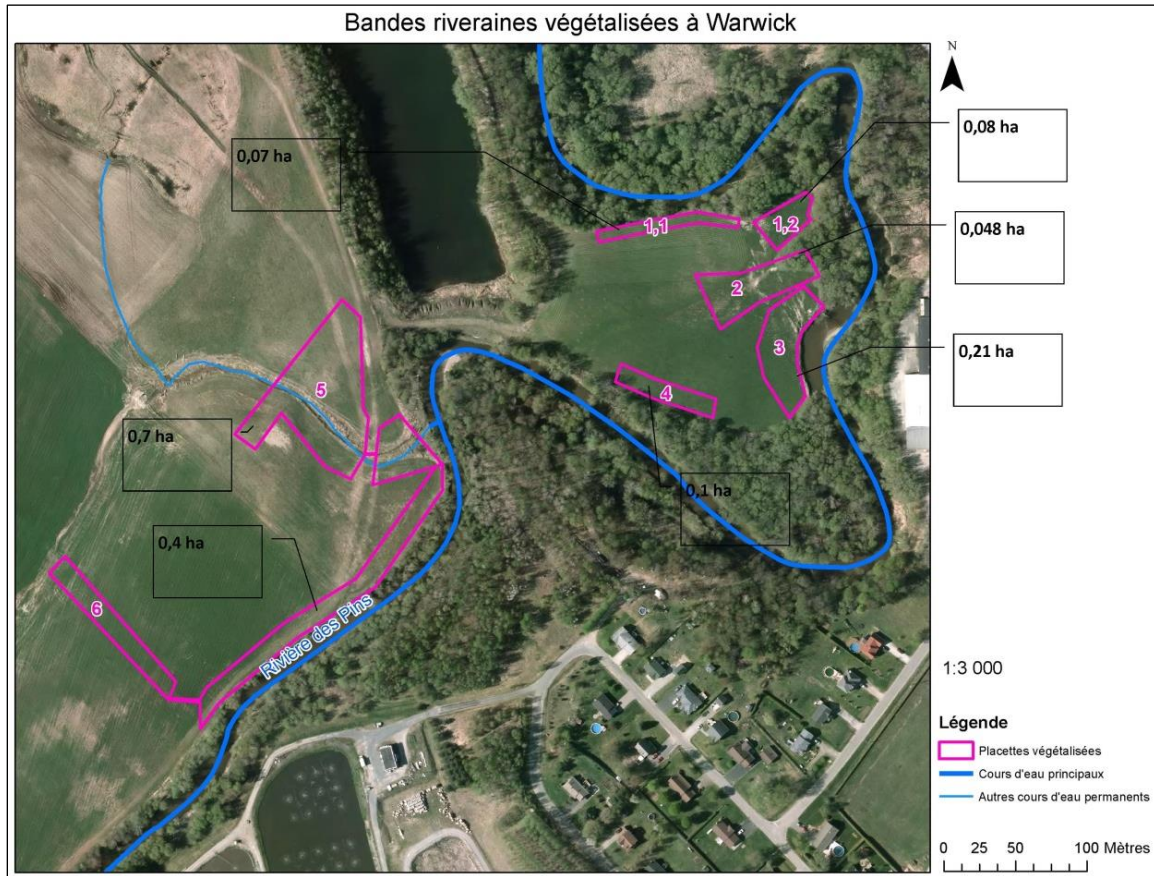 Bandes riveraines végétalisées à Warwick
N
0,08 ha
0,07 ha
1,1
1,2
0,048 ha
2
3
0,21 ha
4
5
0,7 ha
0,1 ha
0,4 ha
6
Rivière des Pins
1:3 000
Légende
Placettes végétalisées
Cours d'eau principaux
Autres cours d'eau permanents
0 25 50 100 Mètres